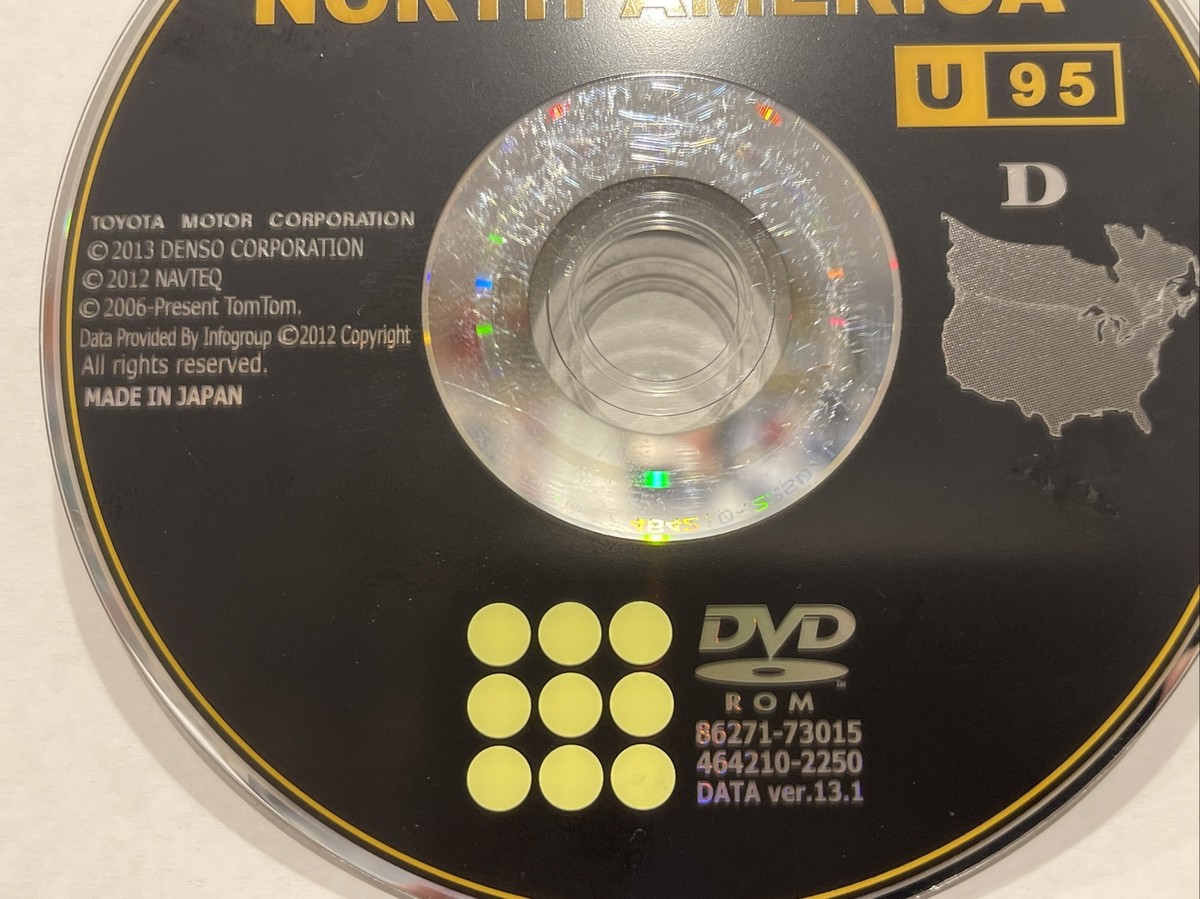 NORTH AMERICA
U 95
D
TOYOTA MOTOR CORPORATION
© 2013 DENSO CORPORATION
© 2012 NAVTEQ
© 2006-Present TomTom.
Data Provided By Infogroup ©2012 Copyright
All rights reserved.
MADE IN JAPAN
DVD™
ROM
86271-73015
464210-2250
DATA ver.13.1